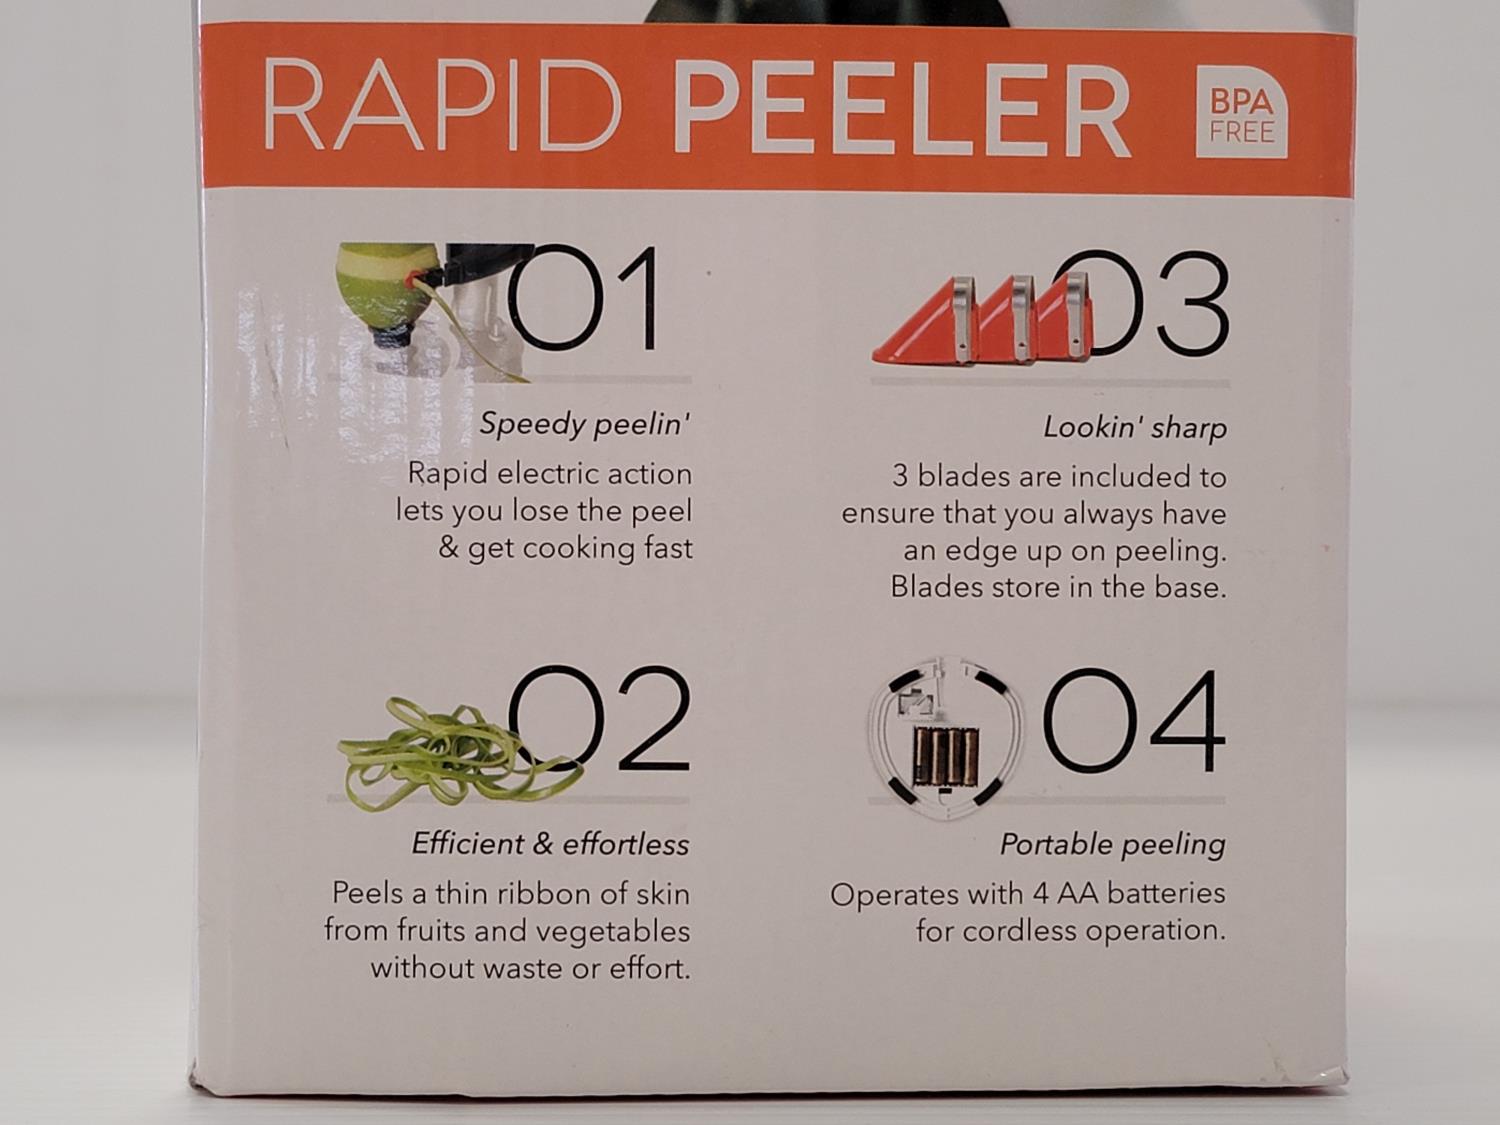 RAPID PEELER
BPA
FREE
01
Speedy peelin'
Rapid electric action
lets you lose the peel
& get cooking fast
02
Efficient & effortless
Peels a thin ribbon of skin
from fruits and vegetables
without waste or effort.
03
Lookin' sharp
3 blades are included to
ensure that you always have
an edge up on peeling.
Blades store in the base.
04
Portable peeling
Operates with 4 AA batteries
for cordless operation.